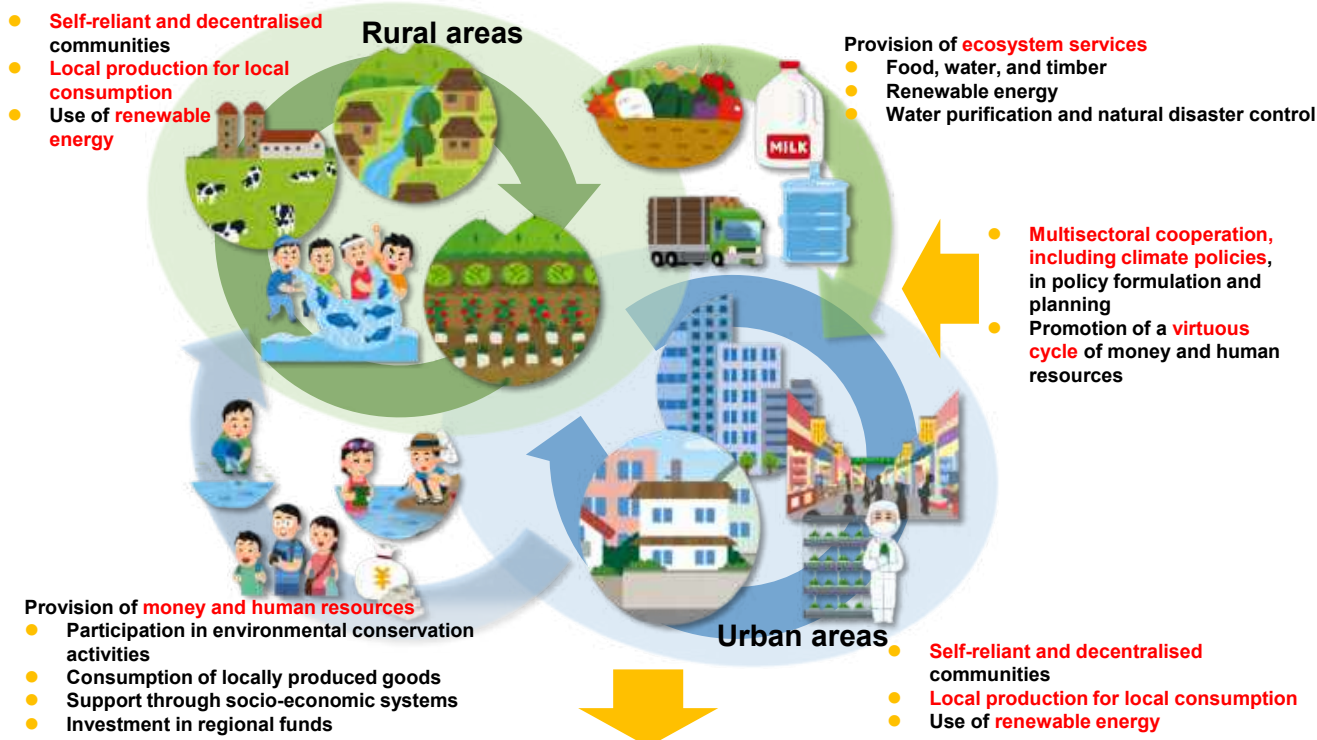 ● Self-reliant and decentralised
communities
● Local production for local
consumption
● Use of renewable
energy
Rural areas
Provision of ecosystem services
● Food, water, and timber
● Renewable energy
● Water purification and natural disaster control
MILK
● Multisectoral cooperation,
including climate policies,
in policy formulation and
planning
● Promotion of a virtuous
cycle of money and human
resources
¥
Provision of money and human resources
● Participation in environmental conservation
activities
● Consumption of locally produced goods
● Support through socio-economic systems
● Investment in regional funds
Urban areas
● Self-reliant and decentralised
communities
● Local production for local consumption
● Use of renewable energy